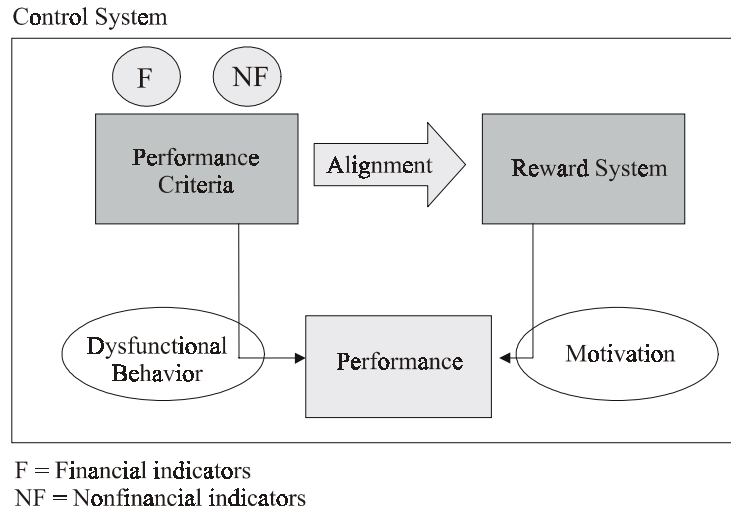 Control System
F
NF
Performance
Criteria
Alignment
Reward System
Dysfunctional
Behavior
Performance
Motivation
F = Financial indicators
NF = Nonfinancial indicators